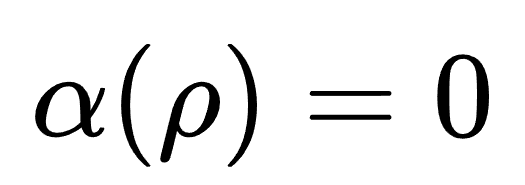 α(ρ) = 0